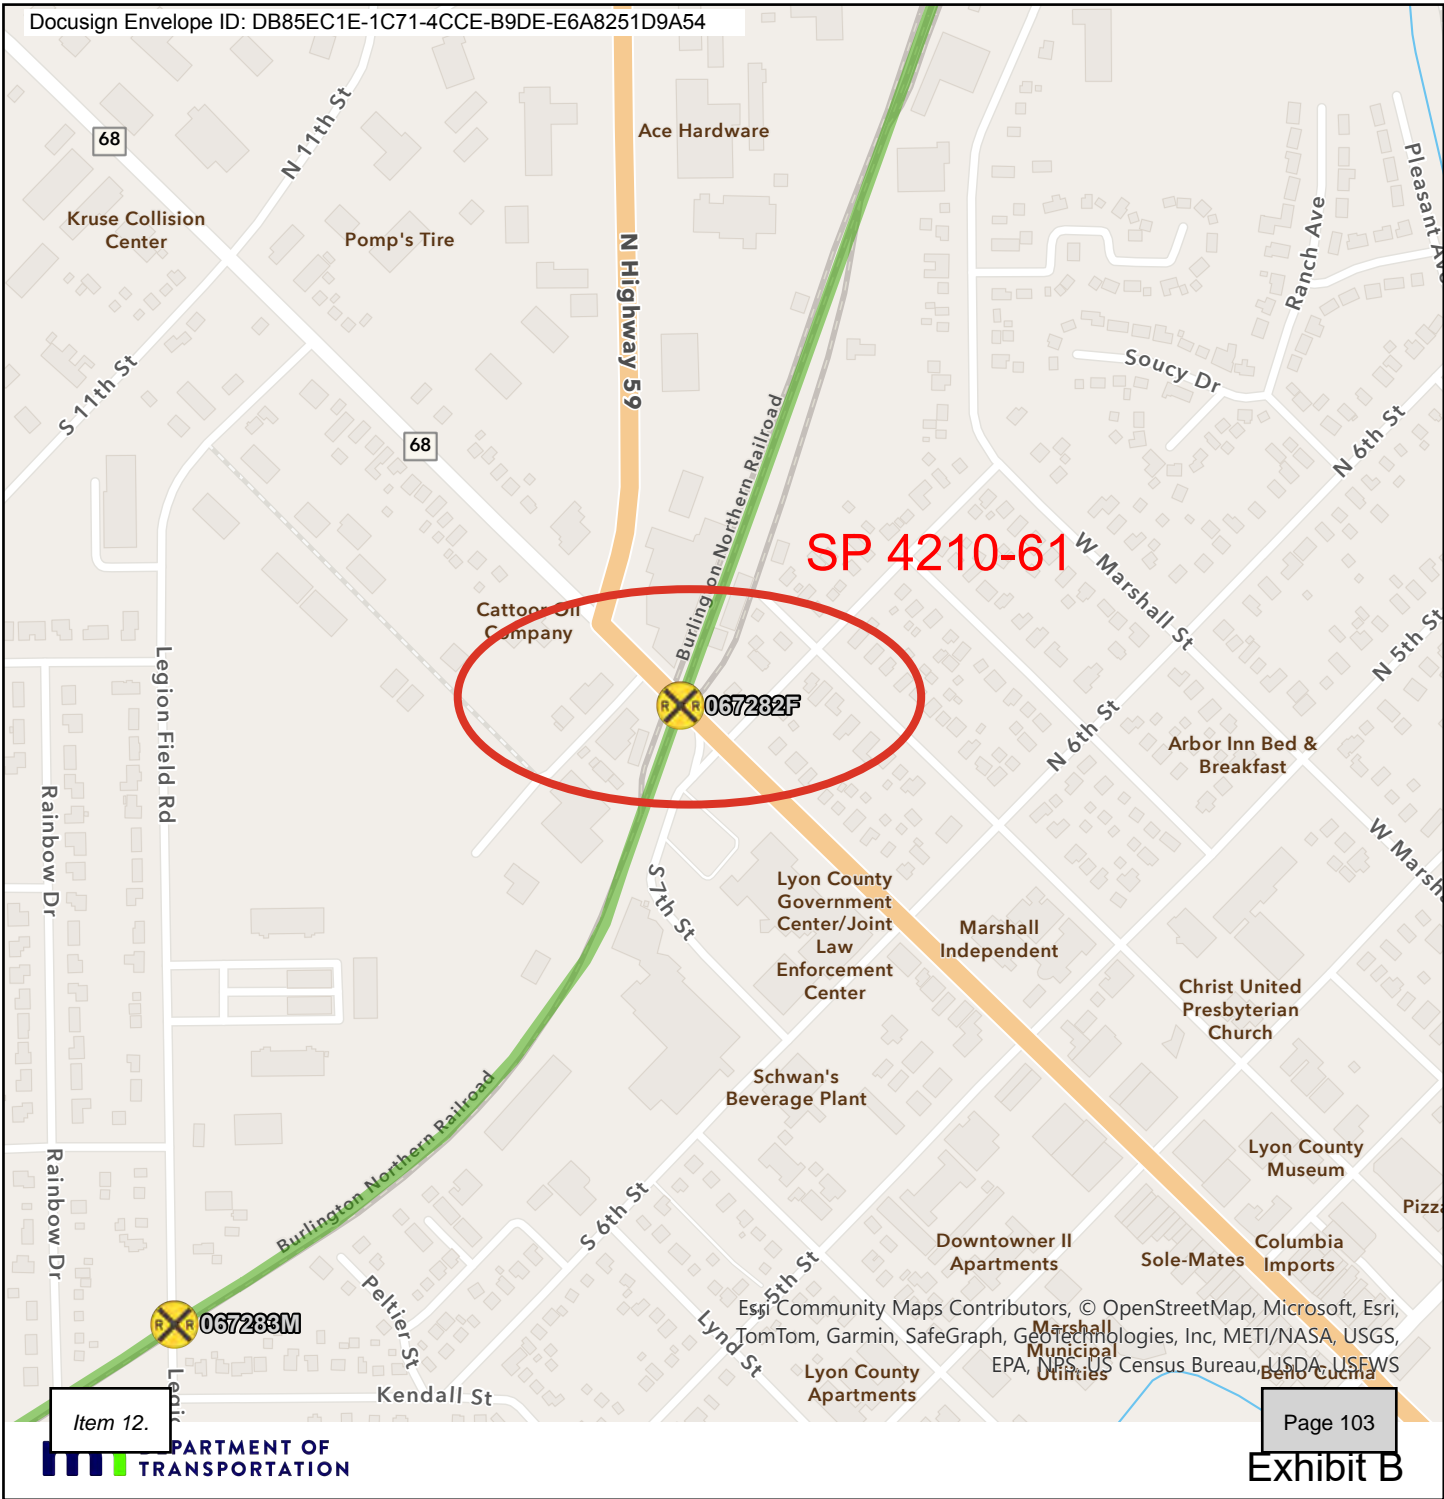 Docusign Envelope ID: DB85EC1E-1C71-4CCE-B9DE-E6A8251D9A54
68
N 11th St
Ace Hardware
Kruse Collision
Center
Pomp's Tire
N Highway 59
Pleasant Ave
Ranch Ave
Soucy Dr
S 11th St
68
N 6th St
Burlington Northern Railroad
SP 4210-61
W Marshall St
Cattoor Oil
Company
N 5th St
Legion Field Rd
R R
067282F
N 6th St
Arbor Inn Bed &
Breakfast
Rainbow Dr
W Marsh
S 7th St
Lyon County
Government
Center/Joint
Law
Enforcement
Center
Marshall
Independent
Christ United
Presbyterian
Church
Schwan's
Beverage Plant
Burlington Northern Railroad
Lyon County
Museum
Rainbow Dr
S 6th St
Pizza
Downtowner II
Apartments
Sole-Mates
Columbia
Imports
S 5th St
Peltier St
Lynd St
R R
067283M
Esri Community Maps Contributors, © OpenStreetMap, Microsoft, Esri,
TomTom, Garmin, SafeGraph, GeoTechnologies, Inc, METI/NASA, USGS,
EPA, NPS, US Census Bureau, USDA, USFWS
Marshall
Municipal
Utilities
Lyon County
Apartments
Bello Cucina
Kendall St
Legio
Item 12.
Page 103
DEPARTMENT OF
TRANSPORTATION
Exhibit B